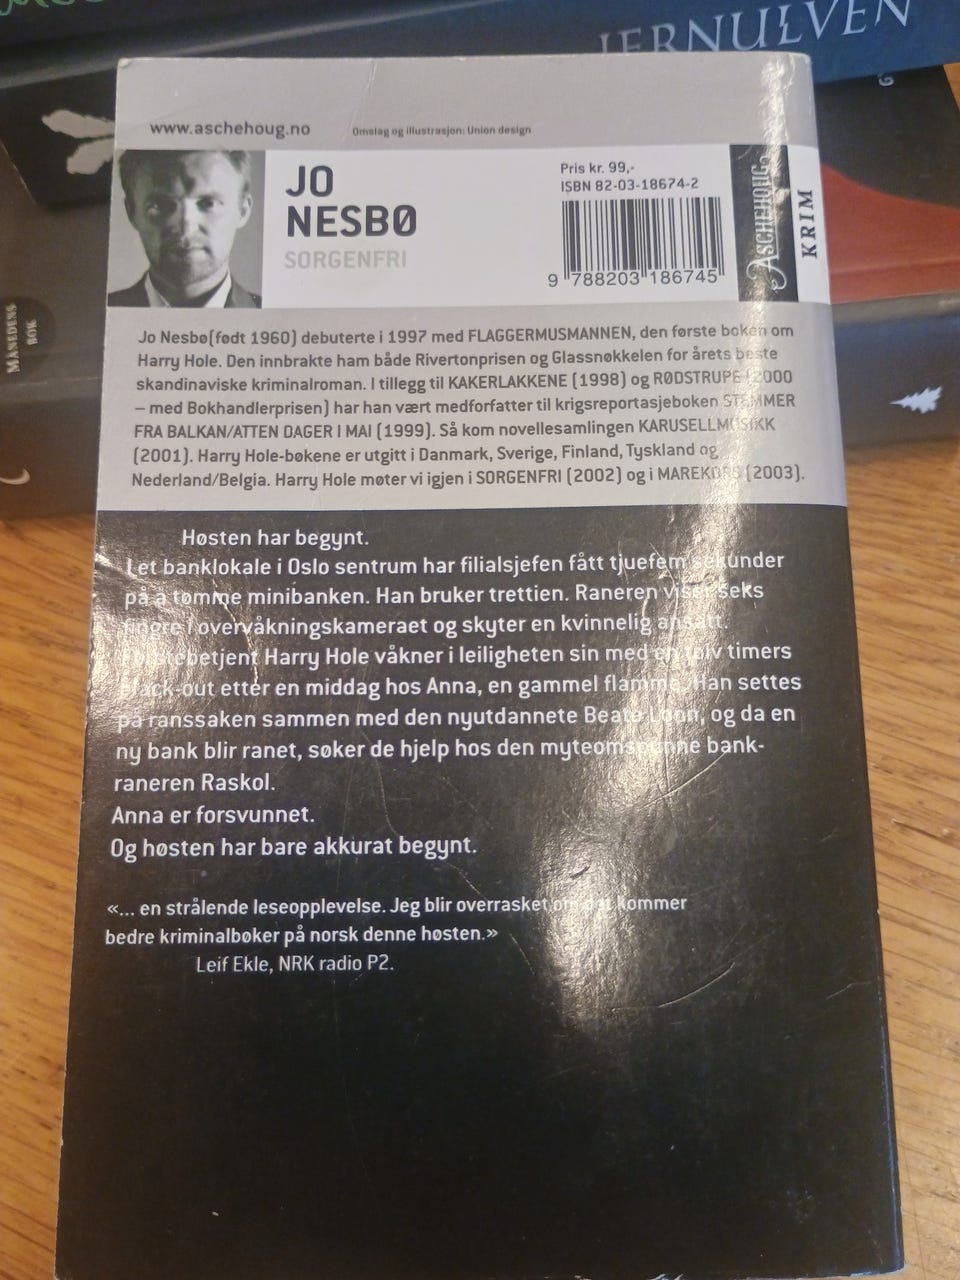 JERNULVEN
www.aschehoug.no
Omslag og illustrasjon: Union design
JO
NESBØ
SORGENFRI
Pris kr. 99,-
ISBN 82-03-18674-2
9 788203 186745
ASCHEHOUG
KRIM
MÅNEDENS
BOK
Jo Nesbø(født 1960) debuterte i 1997 med FLAGGERMUSMANNEN, den første boken om
Harry Hole. Den innbrakte ham både Rivertonprisen og Glassnøkkelen for årets beste
skandinaviske kriminalroman. I tillegg til KAKERLAKKENE (1998) og RØDSTRUPE (2000
– med Bokhandlerprisen) har han vært medforfatter til krigsreportasjeboken STEMMER
FRA BALKAN/ATTEN DAGER I MAI (1999). Så kom novellesamlingen KARUSELLMUSIKK
(2001). Harry Hole-bøkene er utgitt i Danmark, Sverige, Finland, Tyskland og
Nederland/Belgia. Harry Hole møter vi igjen i SORGENFRI (2002) og i MAREKORS (2003).
Høsten har begynt.
I et banklokale i Oslo sentrum har filialsjefen fått tjuefem sekunder
på å tømme minibanken. Han bruker trettien. Raneren viser seks
fingre i overvåkningskameraet og skyter en kvinnelig ansatt.
Førstebetjent Harry Hole våkner i leiligheten sin med en tolv timers
black-out etter en middag hos Anna, en gammel flamme. Han settes
på ranssaken sammen med den nyutdannete Beate Lønn, og da en
ny bank blir ranet, søker de hjelp hos den myteomspunne bank-
raneren Raskol.
Anna er forsvunnet.
Og høsten har bare akkurat begynt.
«... en strålende leseopplevelse. Jeg blir overrasket om det kommer
bedre kriminalbøker på norsk denne høsten.»
Leif Ekle, NRK radio P2.